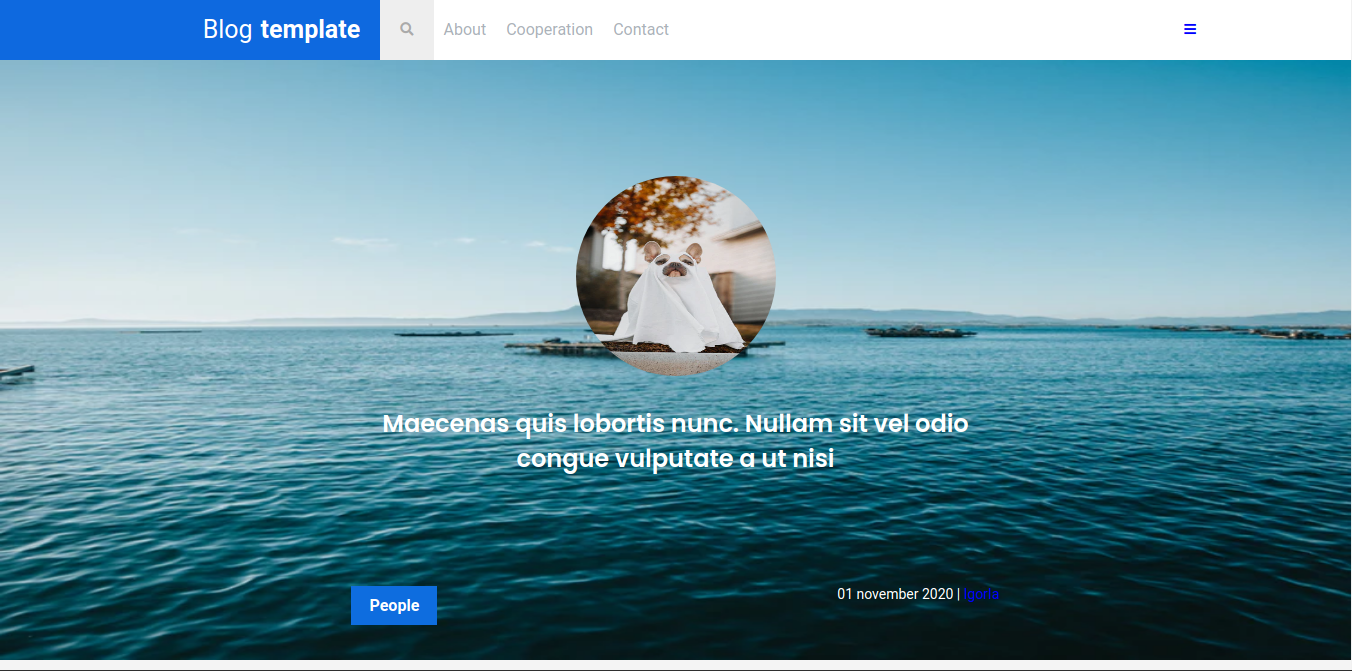 Blog template
About Cooperation Contact
Maecenas quis lobortis nunc. Nullam sit vel odio
congue vulputate a ut nisi
People
01 november 2020 | Igorla